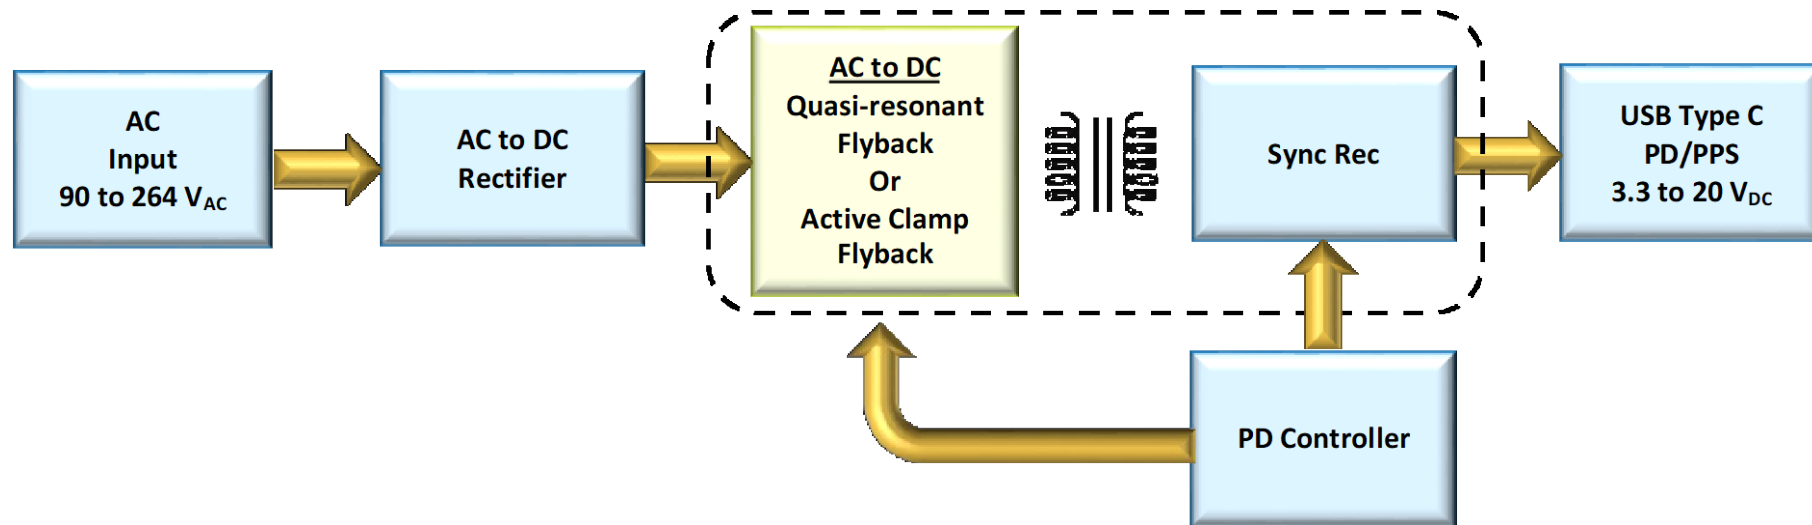 AC
Input
90 to 264 VAC
AC to DC
Rectifier
AC to DC
Quasi-resonant
Flyback
Or
Active Clamp
Flyback
Sync Rec
USB Type C
PD/PPS
3.3 to 20 VDC
PD Controller